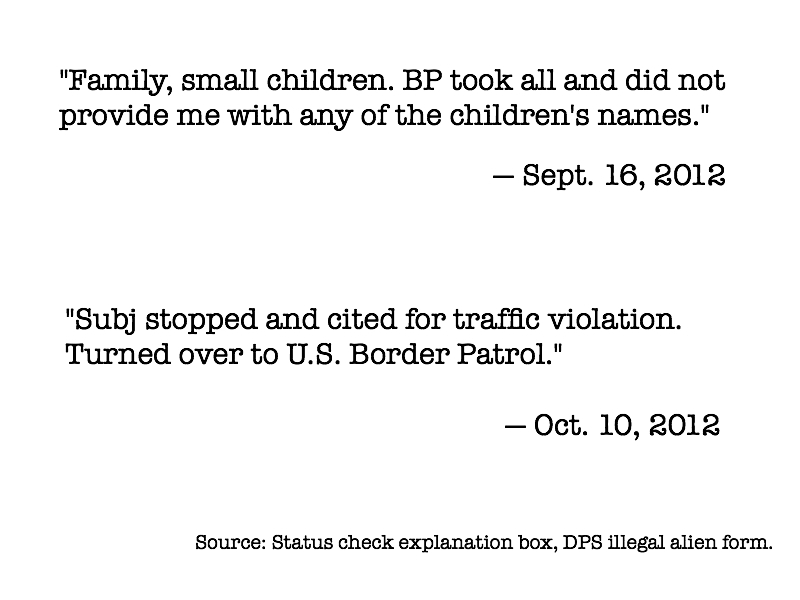 "Family, small children. BP took all and did not
provide me with any of the children's names."
— Sept. 16, 2012
"Subj stopped and cited for traffic violation.
Turned over to U.S. Border Patrol."
— Oct. 10, 2012
Source: Status check explanation box, DPS illegal alien form.